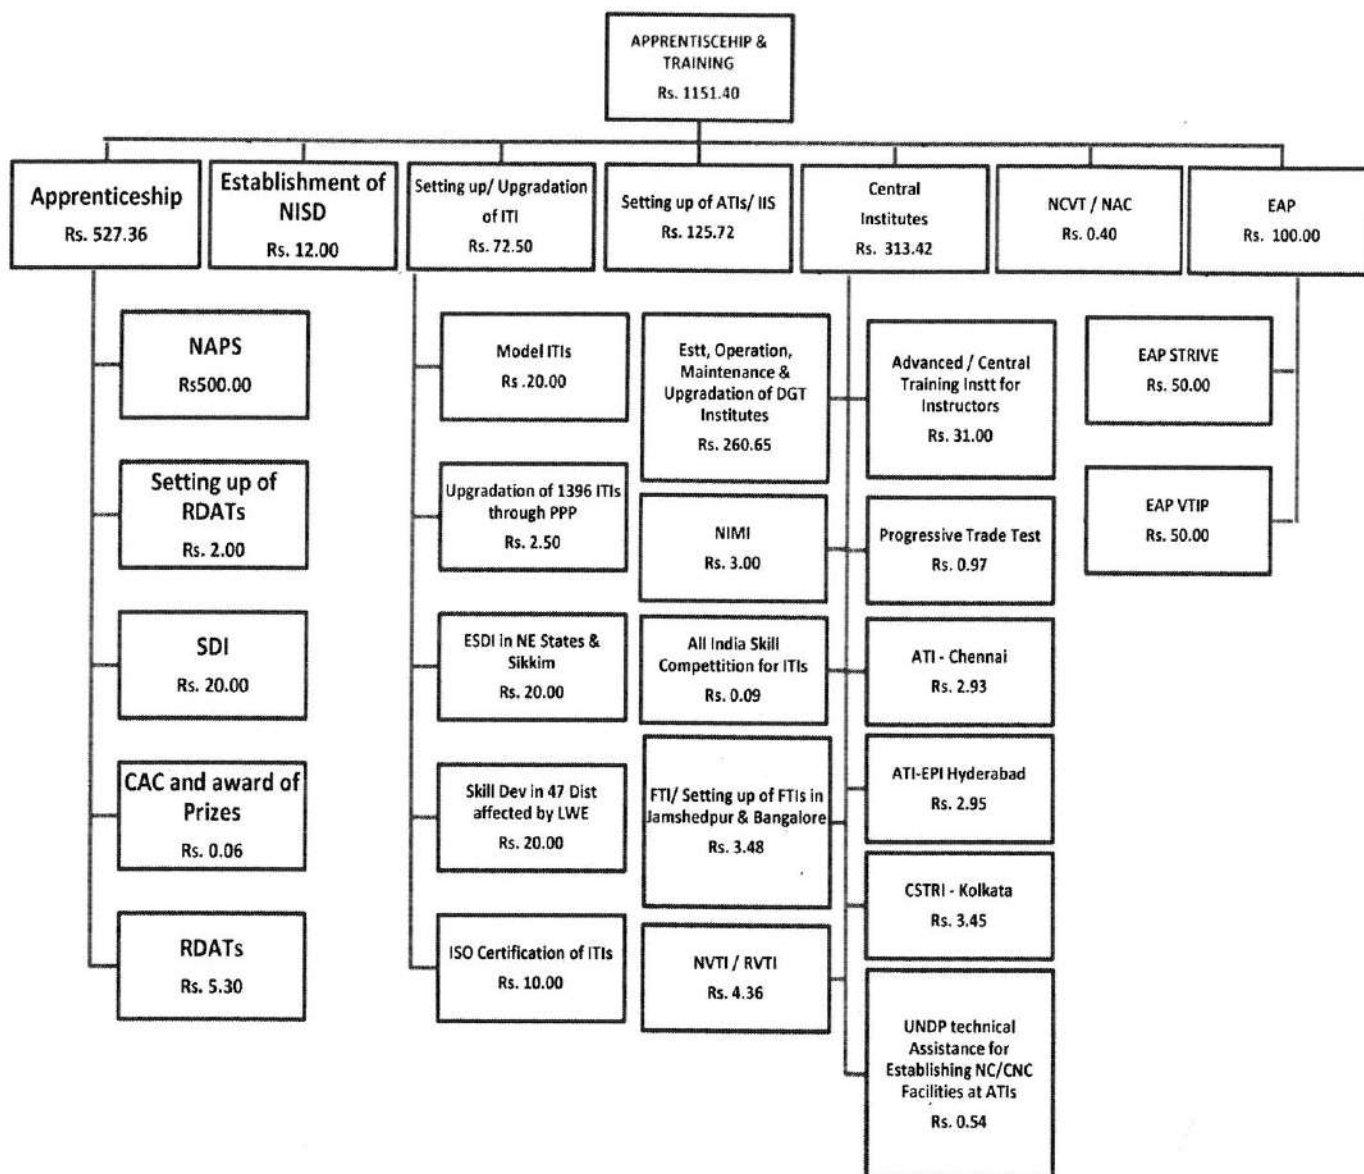 APPRENTISCEHIP &
TRAINING
Rs. 1151.40
Apprenticeship
Rs. 527.36
Establishment of
NISD
Rs. 12.00
Setting up/ Upgradation
of ITI
Rs. 72.50
Setting up of ATIs/ IIS
Rs. 125.72
Central
Institutes
Rs. 313.42
NCVT / NAC
Rs. 0.40
EAP
Rs. 100.00
NAPS
Rs500.00
Setting up of
RDATs
Rs. 2.00
SDI
Rs. 20.00
CAC and award of
Prizes
Rs. 0.06
RDATs
Rs. 5.30
Model ITIs
Rs .20.00
Upgradation of 1396 ITIs
through PPP
Rs. 2.50
ESDI in NE States &
Sikkim
Rs. 20.00
Skill Dev in 47 Dist
affected by LWE
Rs. 20.00
ISO Certification of ITIs
Rs. 10.00
Estt, Operation,
Maintenance &
Upgradation of DGT
Institutes
Rs. 260.65
NIMI
Rs. 3.00
All India Skill
Compettition for ITIs
Rs. 0.09
FTI/ Setting up of FTIs in
Jamshedpur & Bangalore
Rs. 3.48
NVTI / RVTI
Rs. 4.36
Advanced / Central
Training Instt for
Instructors
Rs. 31.00
Progressive Trade Test
Rs. 0.97
ATI - Chennai
Rs. 2.93
ATI-EPI Hyderabad
Rs. 2.95
CSTRI - Kolkata
Rs. 3.45
UNDP technical
Assistance for
Establishing NC/CNC
Facilities at ATIs
Rs. 0.54
EAP STRIVE
Rs. 50.00
EAP VTIP
Rs. 50.00